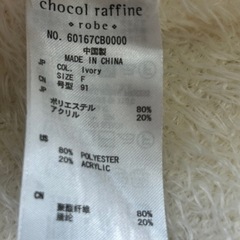 chocol raffine
robe
NO. 60167CB0000
中国製
MADE IN CHINA
JP COL. Ivory
SIZE F
JP 号型 91
ポリエステル 80%
アクリル 20%
US
80% POLYESTER
20% ACRYLIC
CN
聚酯纤维 80%
腈纶 20%